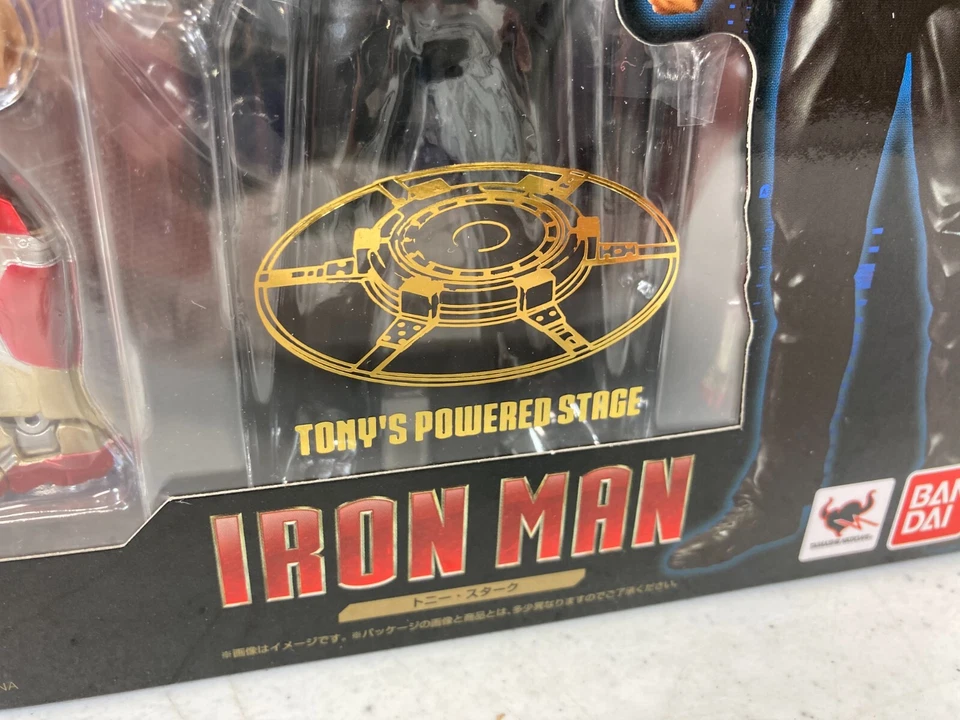 TONY'S POWERED STAGE
IRON MAN
トニー・スターク
※画像はイメージです。※パッケージの画像と商品とは、多少異なりますのでご了承ください。
BAN
DAI
NA